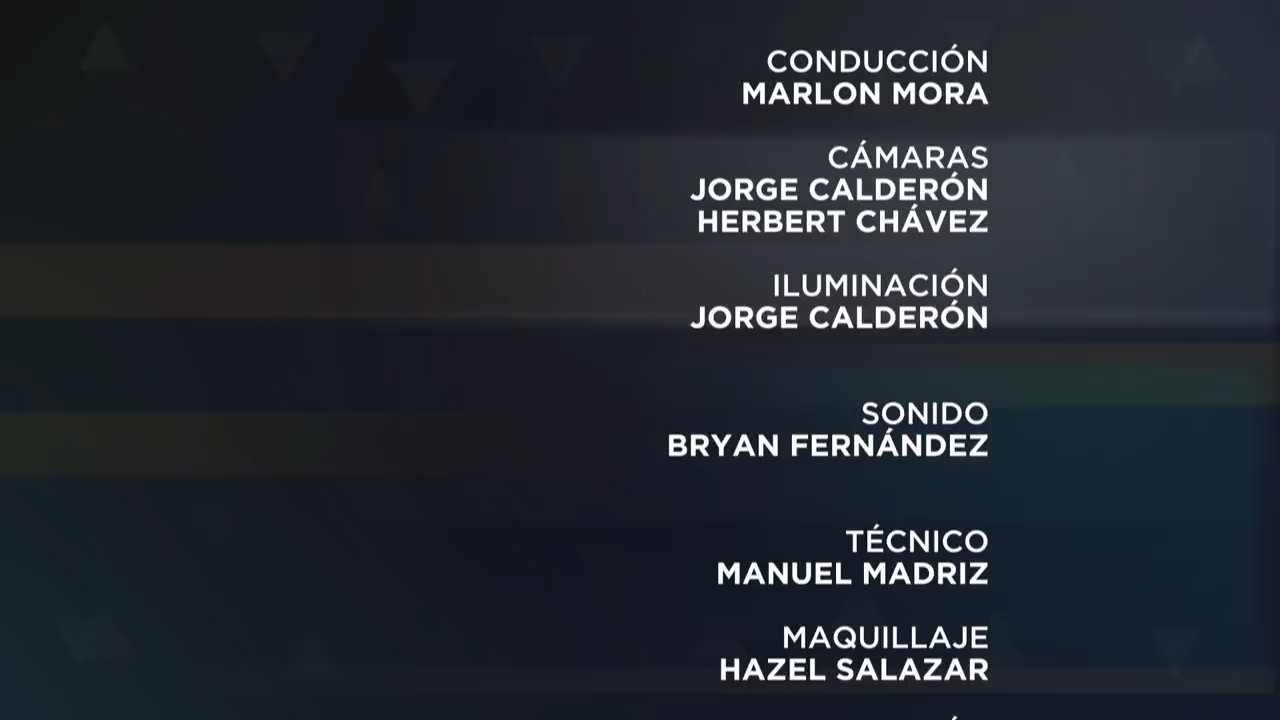 CONDUCCIÓN
MARLON MORA
CÁMARAS
JORGE CALDERÓN
HERBERT CHÁVEZ
ILUMINACIÓN
JORGE CALDERÓN
SONIDO
BRYAN FERNÁNDEZ
TÉCNICO
MANUEL MADRIZ
MAQUILLAJE
HAZEL SALAZAR